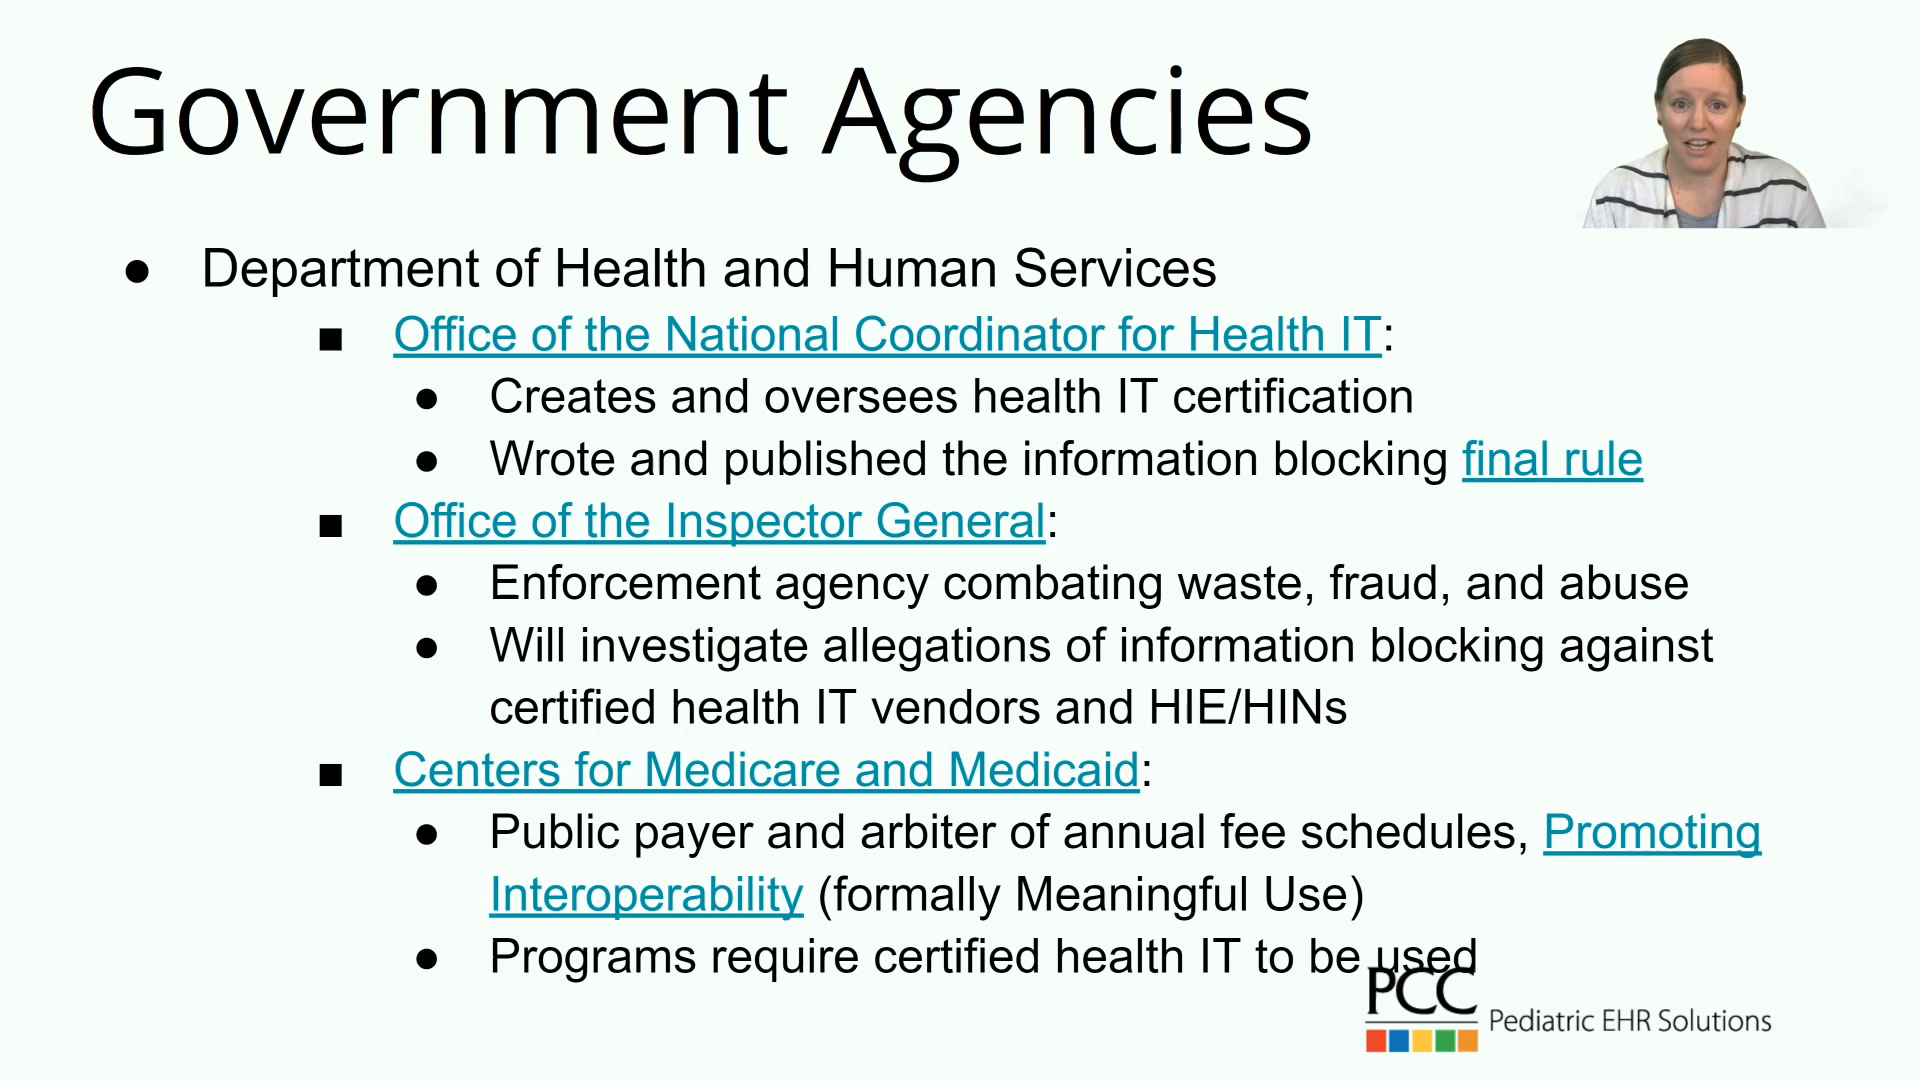 Government Agencies
● Department of Health and Human Services
■ Office of the National Coordinator for Health IT:
● Creates and oversees health IT certification
● Wrote and published the information blocking final rule
■ Office of the Inspector General:
● Enforcement agency combating waste, fraud, and abuse
● Will investigate allegations of information blocking against
certified health IT vendors and HIE/HINs
■ Centers for Medicare and Medicaid:
● Public payer and arbiter of annual fee schedules, Promoting
Interoperability (formally Meaningful Use)
● Programs require certified health IT to be used
PCC
Pediatric EHR Solutions